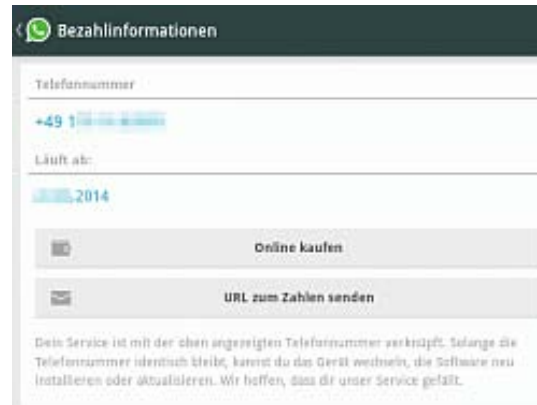 Bezahlinformationen
Telefonnummer
+49 1
Läuft ab:
.2014
Online kaufen
URL zum Zahlen senden
Dein Service ist mit der oben angezeigten Telefonnummer verknüpft. Solange die
Telefonnummer identisch bleibt, kannst du das Gerät wechseln, die Software neu
installieren oder aktualisieren. Wir hoffen, dass dir unser Service gefällt.